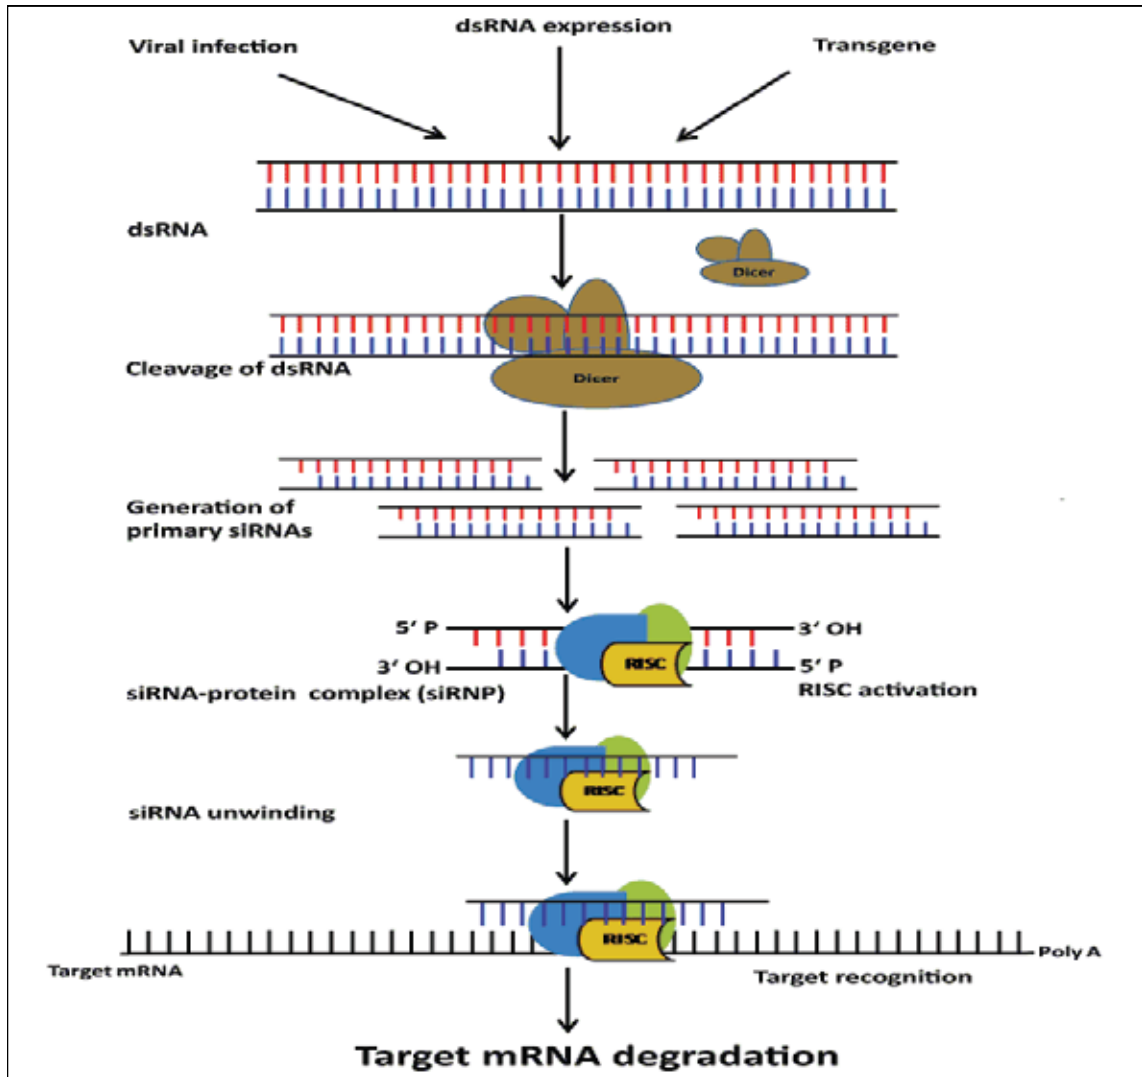 dsRNA expression
Viral infection
Transgene
dsRNA
Dicer
Cleavage of dsRNA
Dicer
Generation of
primary siRNAs
5' P
3' OH
RISC
3' OH
5' P
siRNA-protein complex (siRNP)
RISC activation
RISC
siRNA unwinding
RISC
Poly A
Target mRNA
Target recognition
Target mRNA degradation